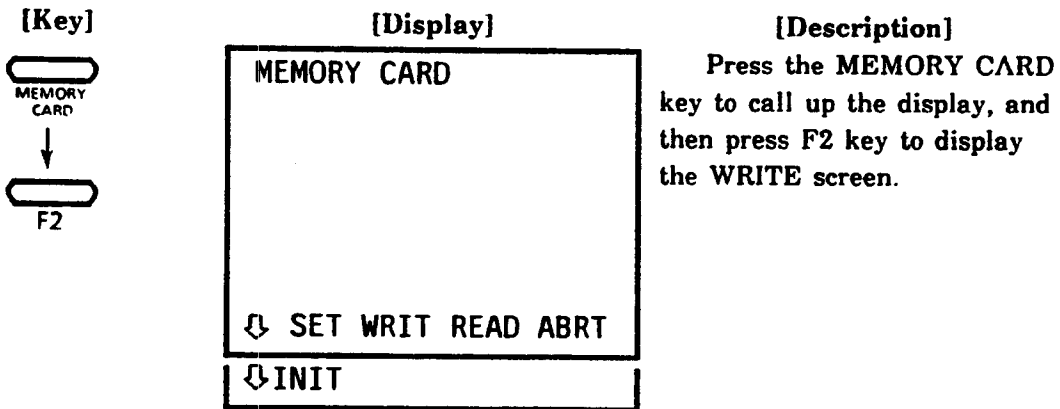 [Key]
MEMORY
CARD
↓
F2
[Display]
MEMORY CARD
⇩ SET WRIT READ ABRT
⇩INIT
[Description]
Press the MEMORY CARD
key to call up the display, and
then press F2 key to display
the WRITE screen.